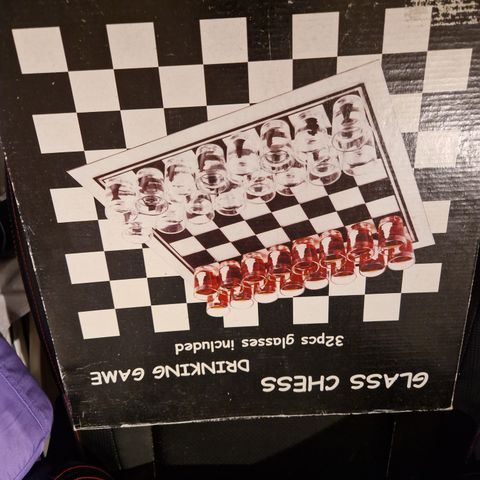 GLASS CHESS
DRINKING GAME
32pcs glasses included